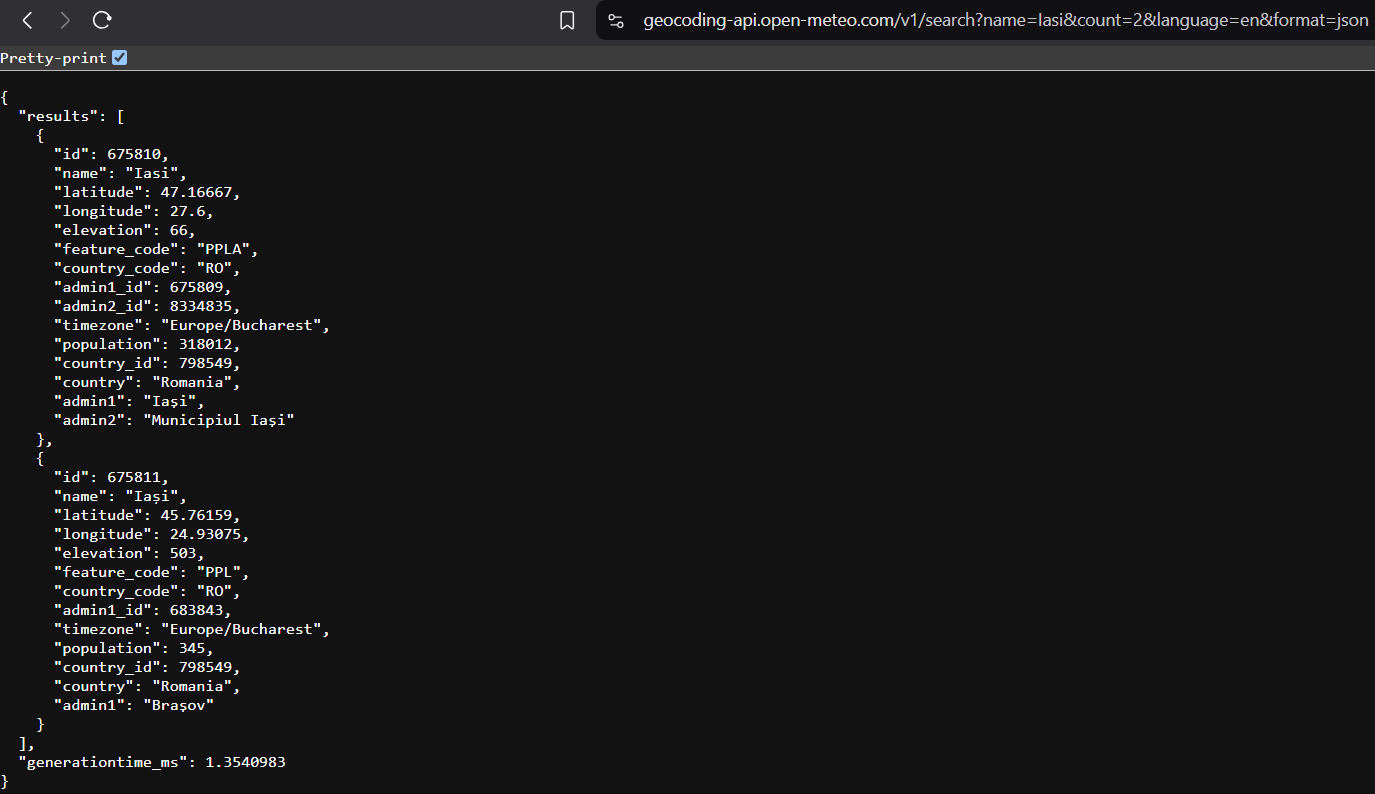 geocoding-api.open-meteo.com/v1/search?name=Iasi&count=2&language=en&format=json
Pretty-print
{
  "results": [
    {
      "id": 675810,
      "name": "Iasi",
      "latitude": 47.16667,
      "longitude": 27.6,
      "elevation": 66,
      "feature_code": "PPLA",
      "country_code": "RO",
      "admin1_id": 675809,
      "admin2_id": 8334835,
      "timezone": "Europe/Bucharest",
      "population": 318012,
      "country_id": 798549,
      "country": "Romania",
      "admin1": "Iaşi",
      "admin2": "Municipiul Iaşi"
    },
    {
      "id": 675811,
      "name": "Iași",
      "latitude": 45.76159,
      "longitude": 24.93075,
      "elevation": 503,
      "feature_code": "PPL",
      "country_code": "RO",
      "admin1_id": 683843,
      "timezone": "Europe/Bucharest",
      "population": 345,
      "country_id": 798549,
      "country": "Romania",
      "admin1": "Braşov"
    }
  ],
  "generationtime_ms": 1.3540983
}